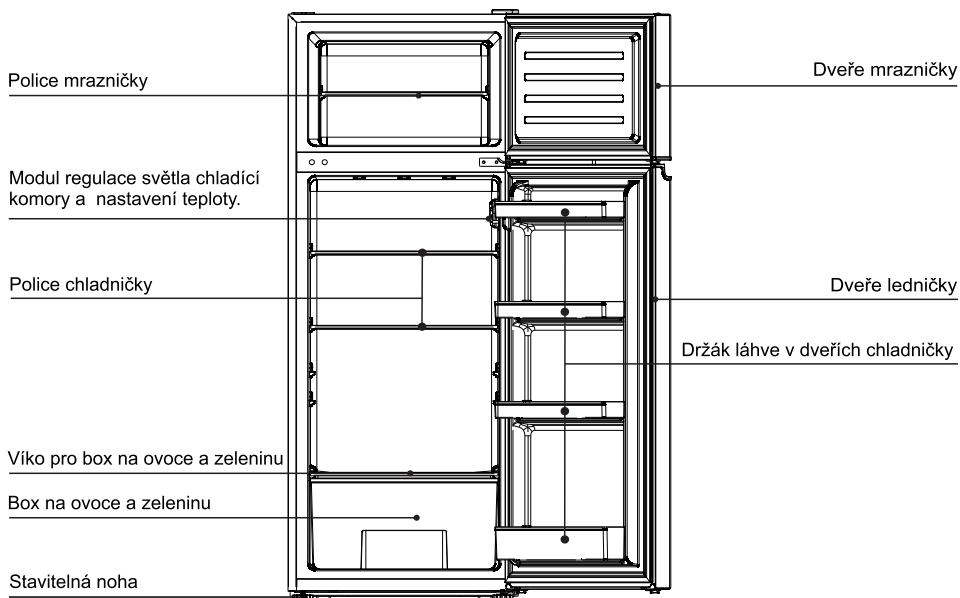 Police mrazničky
Dveře mrazničky
Modul regulace světla chladící
komory a  nastavení teploty.
Police chladničky
Dveře ledničky
Držák láhve v dveřích chladničky
Víko pro box na ovoce a zeleninu
Box na ovoce a zeleninu
Stavitelná noha